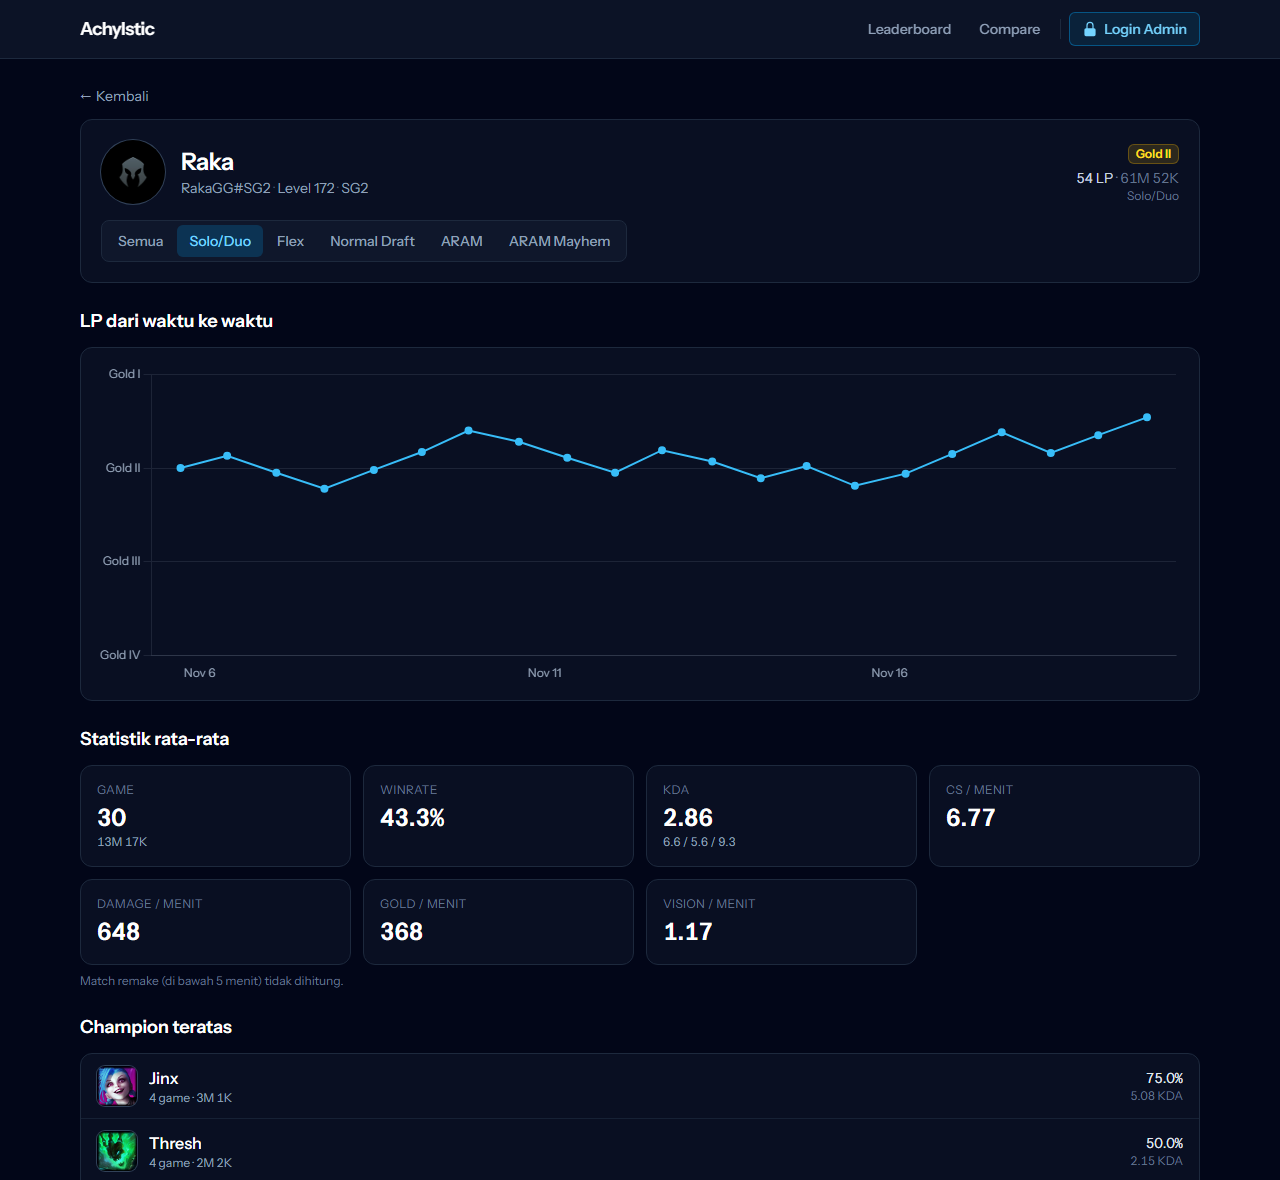 Achylstic
Leaderboard
Compare
Login Admin
← Kembali
Raka
RakaGG#SG2 · Level 172 · SG2
Gold II
54 LP · 61M 52K
Solo/Duo
Semua
Solo/Duo
Flex
Normal Draft
ARAM
ARAM Mayhem
LP dari waktu ke waktu
Gold I
Gold II
Gold III
Gold IV
Nov 6
Nov 11
Nov 16
Statistik rata-rata
GAME
30
13M 17K
WINRATE
43.3%
KDA
2.86
6.6 / 5.6 / 9.3
CS / MENIT
6.77
DAMAGE / MENIT
648
GOLD / MENIT
368
VISION / MENIT
1.17
Match remake (di bawah 5 menit) tidak dihitung.
Champion teratas
Jinx
4 game · 3M 1K
75.0%
5.08 KDA
Thresh
4 game · 2M 2K
50.0%
2.15 KDA